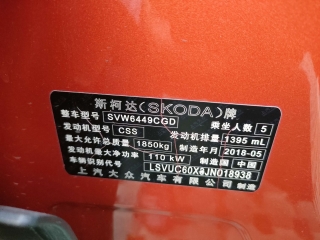 斯柯达(SKODA)牌
整车型号 SVW6449CGD 乘坐人数 5
发动机型号 CSS 发动机排量 1395 mL
最大允许总质量 1850kg 制造年月 2018-05
发动机最大净功率 110 kW 制造国 中国
车辆识别代号 LSVUC60X JN018938
上汽大众汽车有限公司